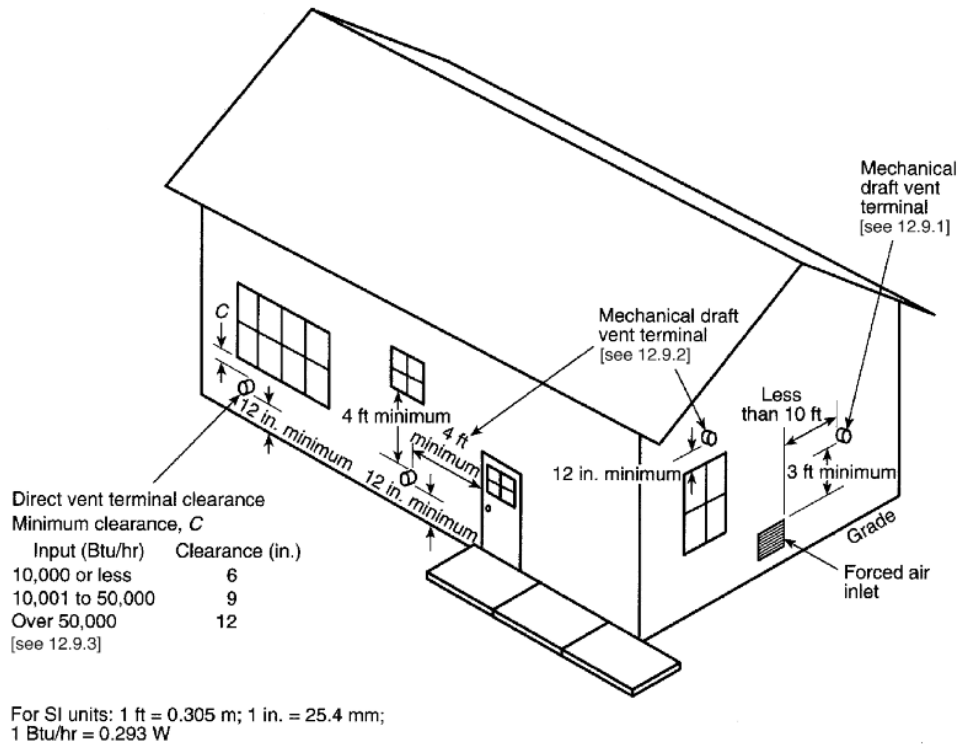 Mechanical
draft vent
terminal
[see 12.9.1]
Mechanical draft
vent terminal
[see 12.9.2]
C
Less
than 10 ft
4 ft minimum
4 ft
minimum
12 in. minimum
12 in. minimum
12 in. minimum
3 ft minimum
Grade
Forced air
inlet
Direct vent terminal clearance
Minimum clearance, C
Input (Btu/hr) Clearance (in.)
10,000 or less 6
10,001 to 50,000 9
Over 50,000 12
[see 12.9.3]
For SI units: 1 ft = 0.305 m; 1 in. = 25.4 mm;
1 Btu/hr = 0.293 W